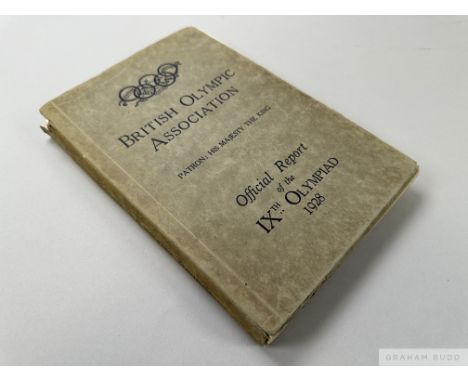 BRITISH OLYMPIC
ASSOCIATION
PATRON: HIS MAJESTY THE KING
Official Report
of the
IXTH OLYMPIAD
1928
GRAHAM BUDD